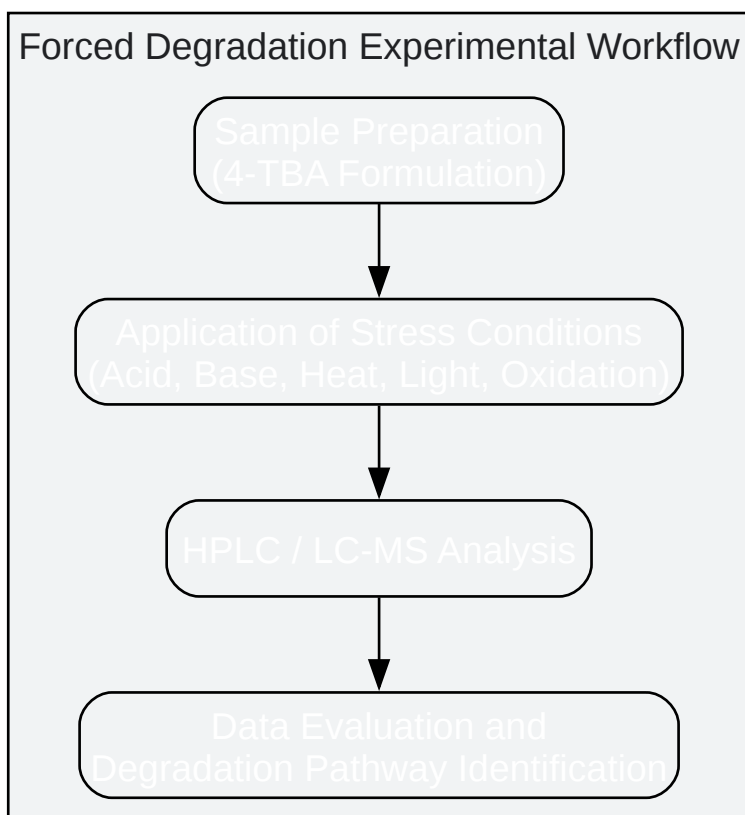 Forced Degradation Experimental Workflow
Sample Preparation
(4-TBA Formulation)
Application of Stress Conditions
(Acid, Base, Heat, Light, Oxidation)
HPLC / LC-MS Analysis
Data Evaluation and
Degradation Pathway Identification